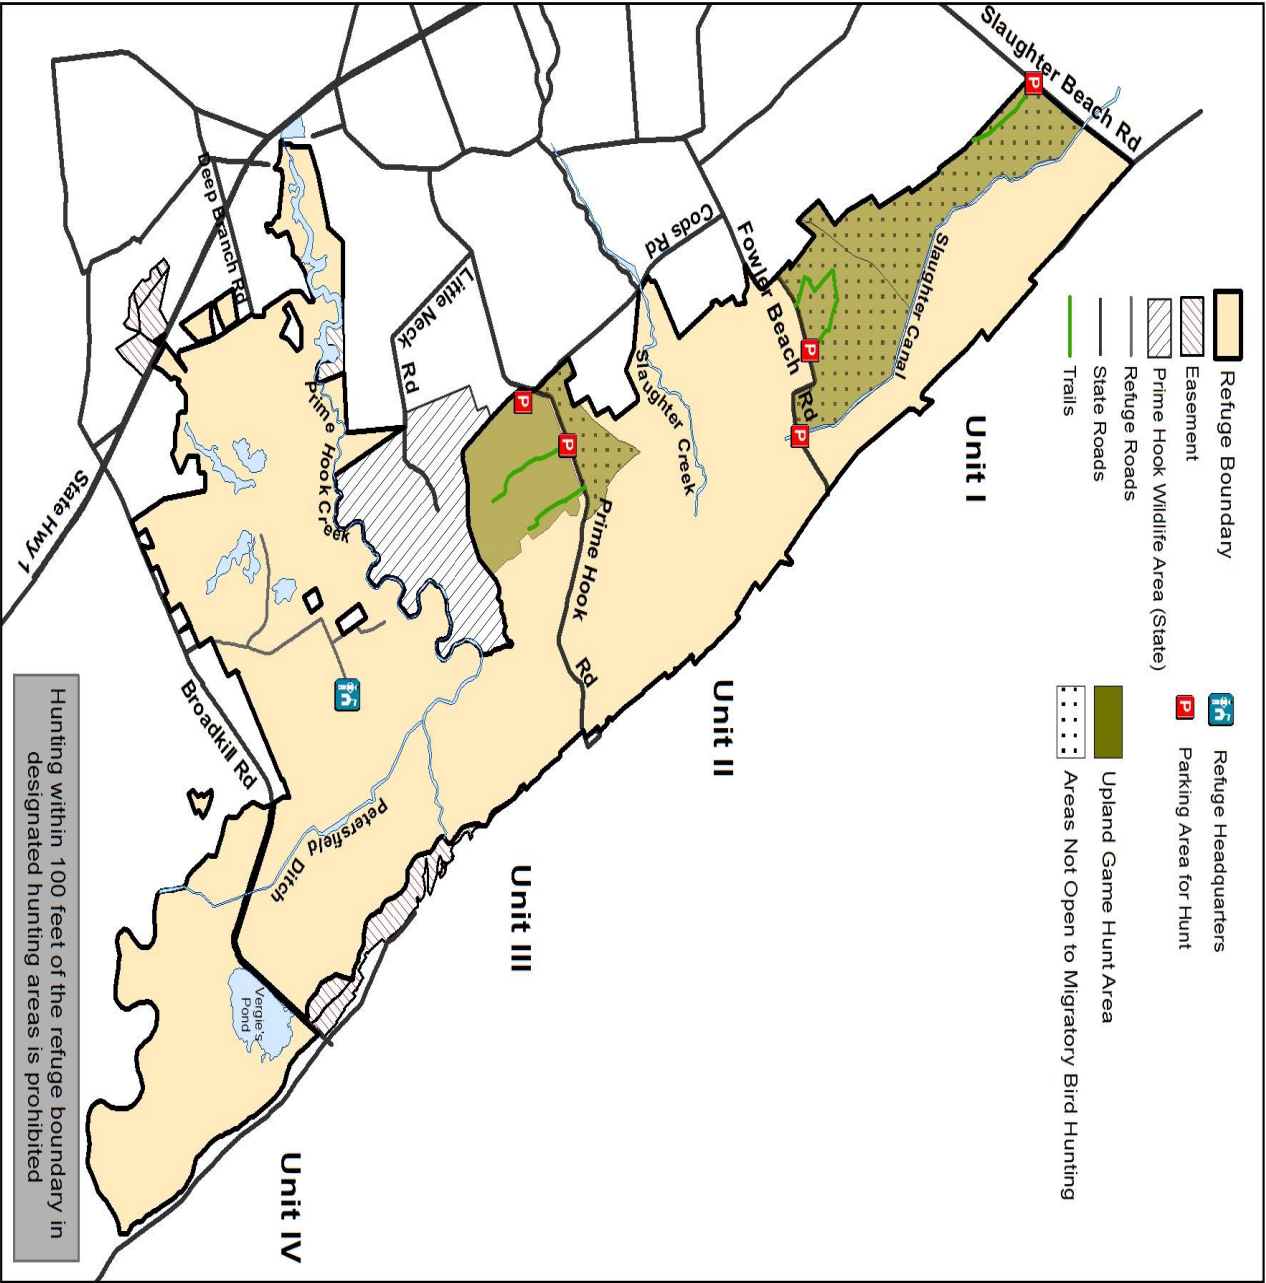 Refuge Boundary
Easement
Prime Hook Wildlife Area (State)
Refuge Roads
State Roads
Trails
Refuge Headquarters
P
Parking Area for Hunt
Upland Game Hunt Area
Areas Not Open to Migratory Bird Hunting
Unit I
Unit II
Unit III
Unit IV
Slaughter Beach Rd
P
Slaughter Canal
Fowler Beach Rd
P
P
Cods Rd
Slaughter Creek
Little Neck Rd
P
P
Prime Hook Rd
Deep Branch Rd
Prime Hook Creek
State Hwy 1
Broadkill Rd
Petersfield Ditch
Vergie's
Pond
Hunting within 100 feet of the refuge boundary in
designated hunting areas is prohibited